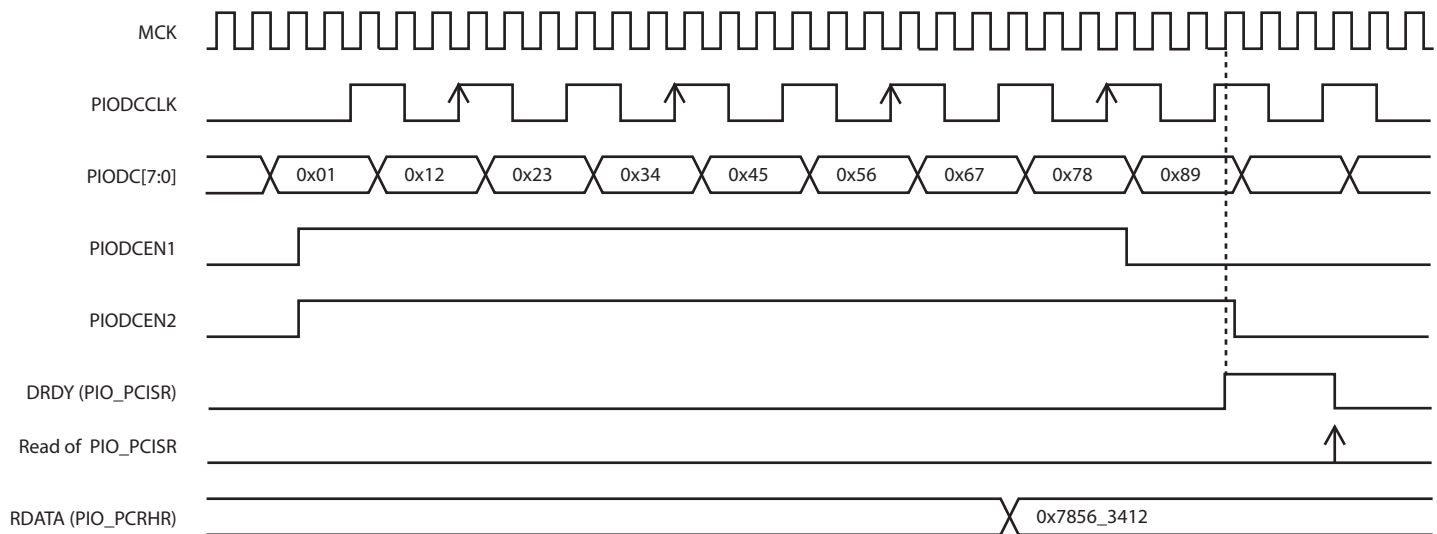 MCK
PIODCCLK
PIODC[7:0] 0x01 0x12 0x23 0x34 0x45 0x56 0x67 0x78 0x89
PIODCEN1
PIODCEN2
DRDY (PIO_PCISR)
Read of PIO_PCISR
RDATA (PIO_PCRHR) 0x7856_3412